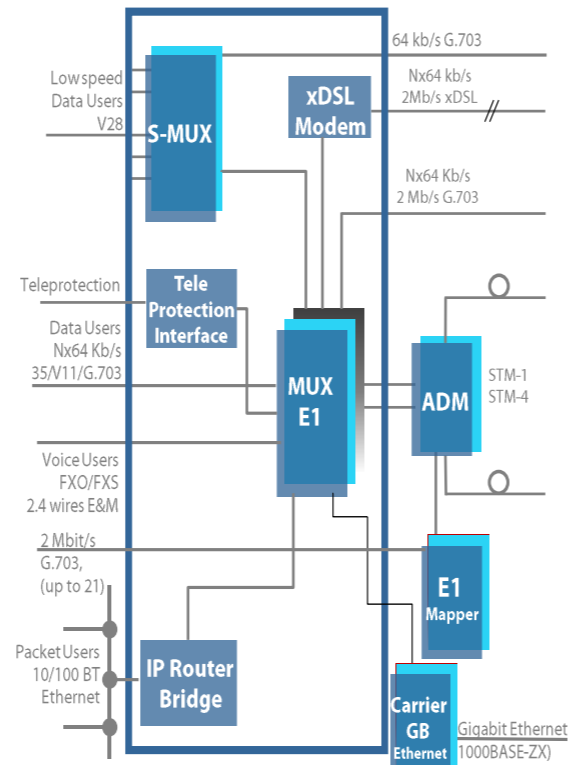 64 kb/s G.703
Low speed
Data Users
V28
S-MUX
xDSL
Modem
Nx64 kb/s
2Mb/s xDSL
Nx64 Kb/s
2 Mb/s G.703
Teleprotection
Tele
Protection
Interface
Data Users
Nx64 Kb/s
35/V11/G.703
MUX
E1
ADM
STM-1
STM-4
Voice Users
FXO/FXS
2.4 wires E&M
2 Mbit/s
G.703,
(up to 21)
E1
Mapper
Packet Users
10/100 BT
Ethernet
IP Router
Bridge
Carrier
GB
Ethernet
Gigabit Ethernet
1000BASE-ZX)